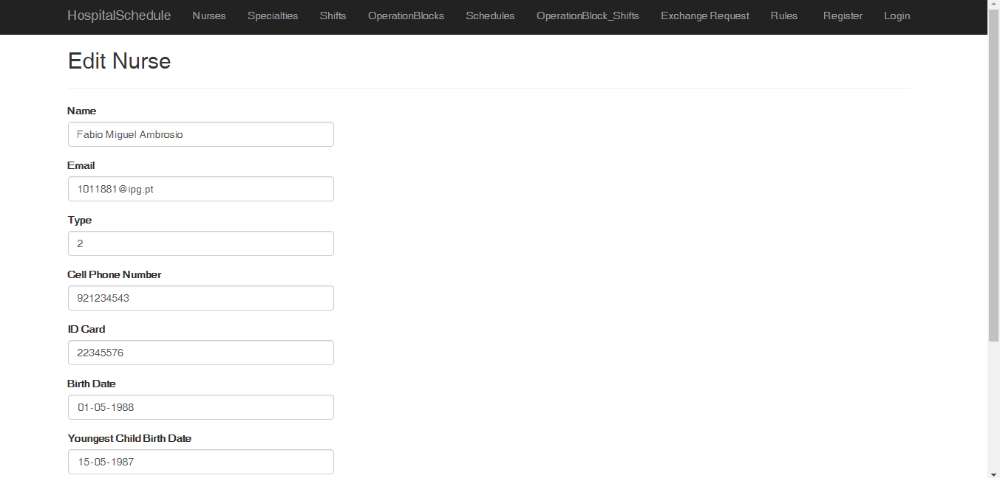 HospitalSchedule Nurses Specialties Shifts OperationBlocks Schedules OperationBlock_Shifts Exchange Request Rules Register Login
Edit Nurse
Name
Fabio Miguel Ambrosio
Email
1011881@ipg.pt
Type
2
Cell Phone Number
921234543
ID Card
22345576
Birth Date
01-05-1988
Youngest Child Birth Date
15-05-1987